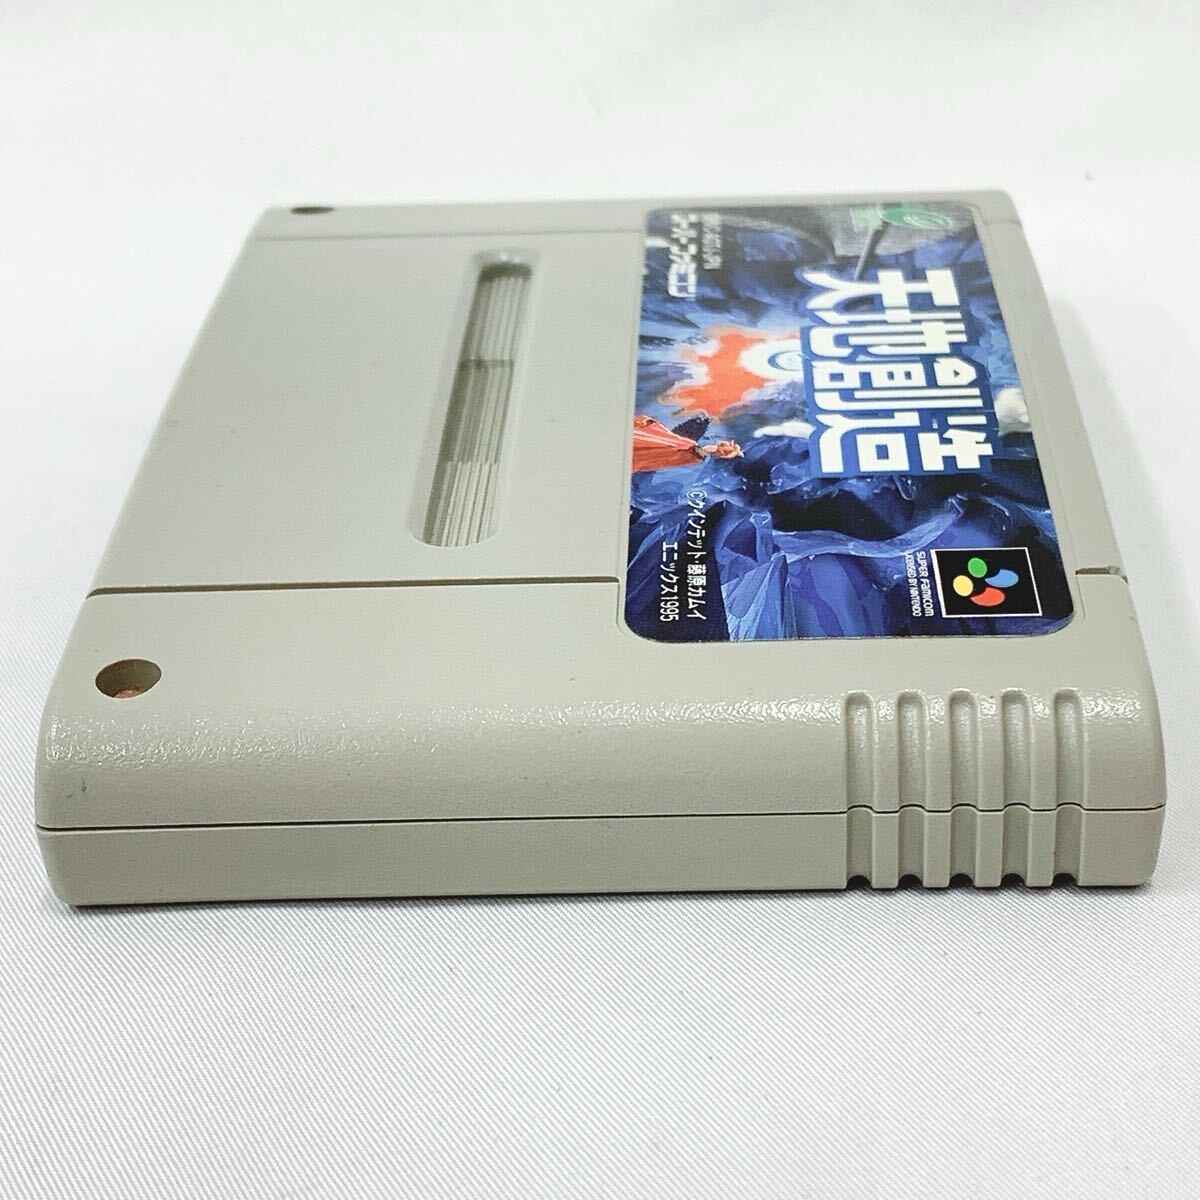 スーパーファミコン
天地創造
©クインテット・藤原カムイ
エニックス1995
SUPER FAMICOM
LICENSED BY NINTENDO